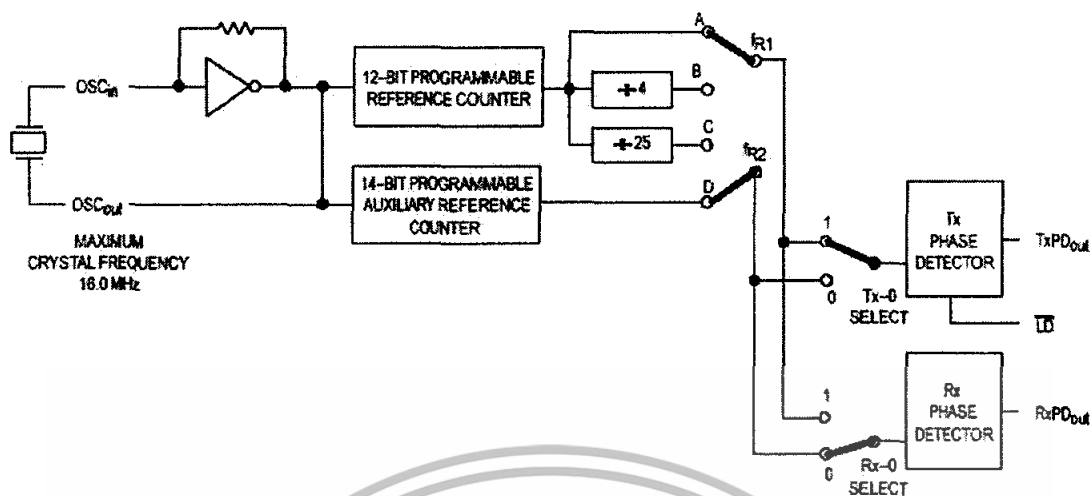 OSCin
OSCout
MAXIMUM
CRYSTAL FREQUENCY
16.0 MHz
12–BIT PROGRAMMABLE
REFERENCE COUNTER
14–BIT PROGRAMMABLE
AUXILIARY REFERENCE
COUNTER
÷4
÷25
A
B
C
D
fR1
fR2
1
0
Tx–0
SELECT
Tx
PHASE
DETECTOR
TxPDout
LD
1
0
Rx–0
SELECT
Rx
PHASE
DETECTOR
RxPDout